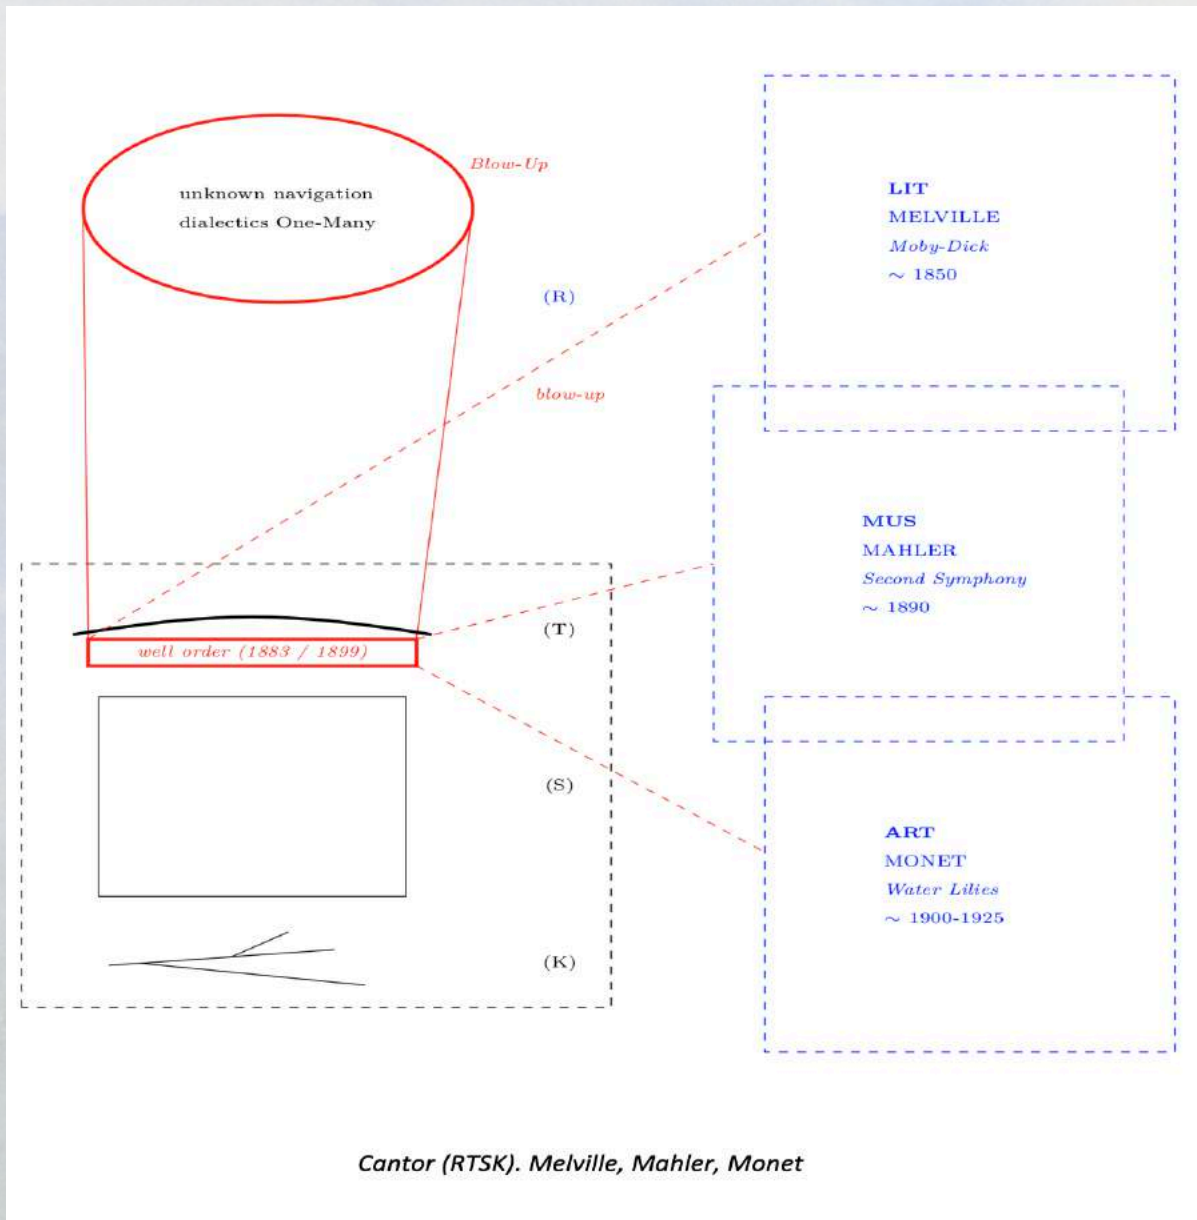 Blow-Up
unknown navigation
dialectics One-Many
(R)
blow-up
(T)
well order (1883 / 1899)
(S)
(K)
LIT
MELVILLE
Moby-Dick
~ 1850
MUS
MAHLER
Second Symphony
~ 1890
ART
MONET
Water Lilies
~ 1900-1925
Cantor (RTSK). Melville, Mahler, Monet